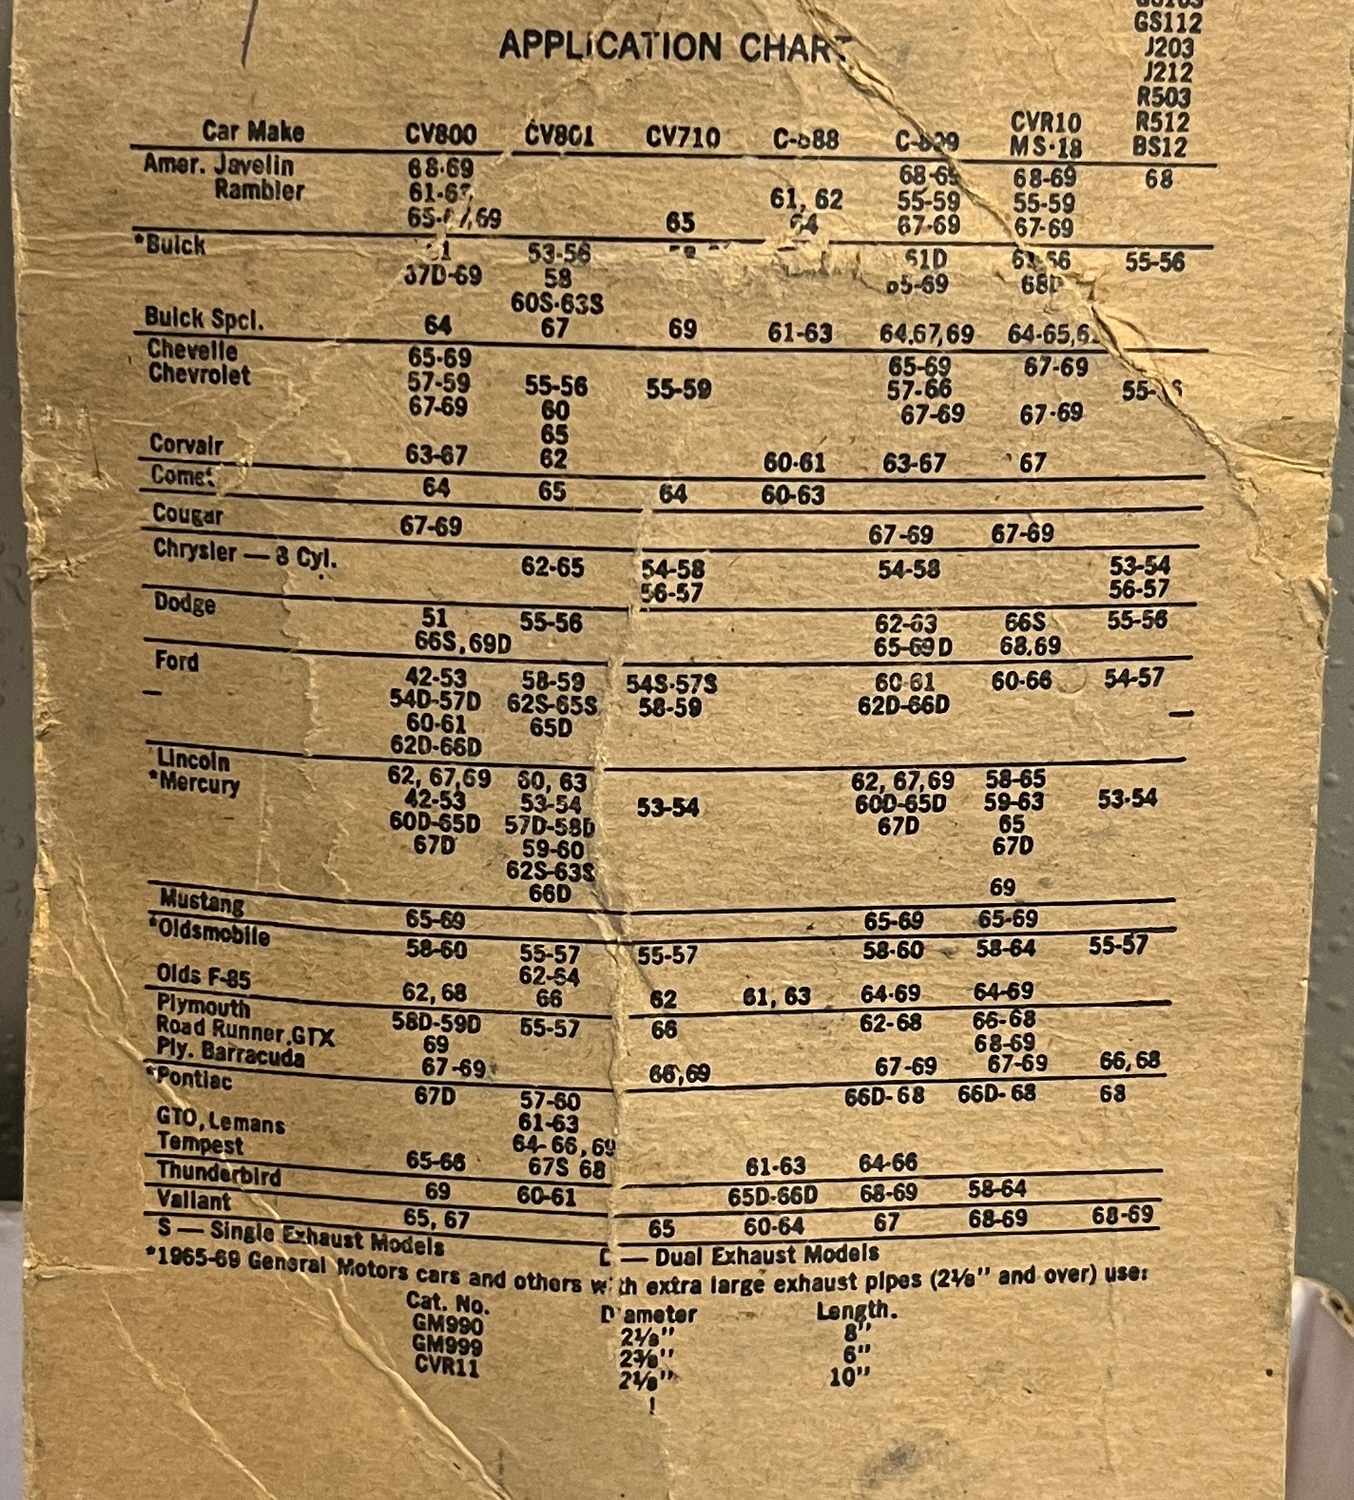 GS112
APPLICATION CHART
J203
J212
R503
CVR10 R512
Car Make CV800 CV801 CV710 MS-18 BS12
Amer. Javelin 68-69 68-69 68
Rambler 61, 62 55-59 55-59
65 67-69 67-69
*Buick 53-56 61D 55-56
67D-69 58 65-69
60S-63S
Buick Spcl. 64 67 69 61-63 64,67,69
Chevelle 65-69 65-69 67-69
Chevrolet 57-59 55-56 55-59 57-66
67-69 60 67-69 67-69
65
Corvair 63-67 62 60-61 63-67 67
Comet 64 65 64 60-63
Cougar 67-69 67-69 67-69
Chrysler — 8 Cyl. 62-65 54-58 54-58 53-54
56-57 56-57
Dodge 51 55-56 62-63 66S 55-56
66S,69D 65-69D 68.69
Ford 42-53 58-59 54S-57S 60-61 60-66 54-57
— 54D-57D 62S-65S 58-59 62D-66D —
60-61 65D
62D-66D
Lincoln 62, 67,69 60, 63 62, 67,69 58-65
*Mercury 42-53 53-54 53-54 60D-65D 59-63 53-54
60D-65D 57D-58D 67D 65
67D 59-60 67D
62S-63S
66D 69
Mustang 65-69 65-69 65-69
*Oldsmobile 58-60 55-57 55-57 58-60 58-64 55-57
62-64
Olds F-85 62, 68 66 62 61, 63 64-69 64-69
Plymouth 58D-59D 55-57 66 62-68 66-68
Road Runner,GTX 69 68-69
Ply. Barracuda 67-69 66,69 67-69 67-69 66,68
*Pontiac 67D 57-60 66D-68 66D-68 68
GTO, Lemans 61-63
Tempest 64-66,69
65-66 67S 68 61-63 64-66
Thunderbird 69 60-61 65D-66D 68-69 58-64
Valiant 65, 67 65 60-64 67 68-69 68-69
S — Single Exhaust Models — Dual Exhaust Models
*1965-69 General Motors cars and others with extra large exhaust pipes (2⅛" and over) use:
Cat. No. Diameter Length.
GM990 2⅛" 8"
GM999 2⅜" 6"
CVR11 2⅛" 10"